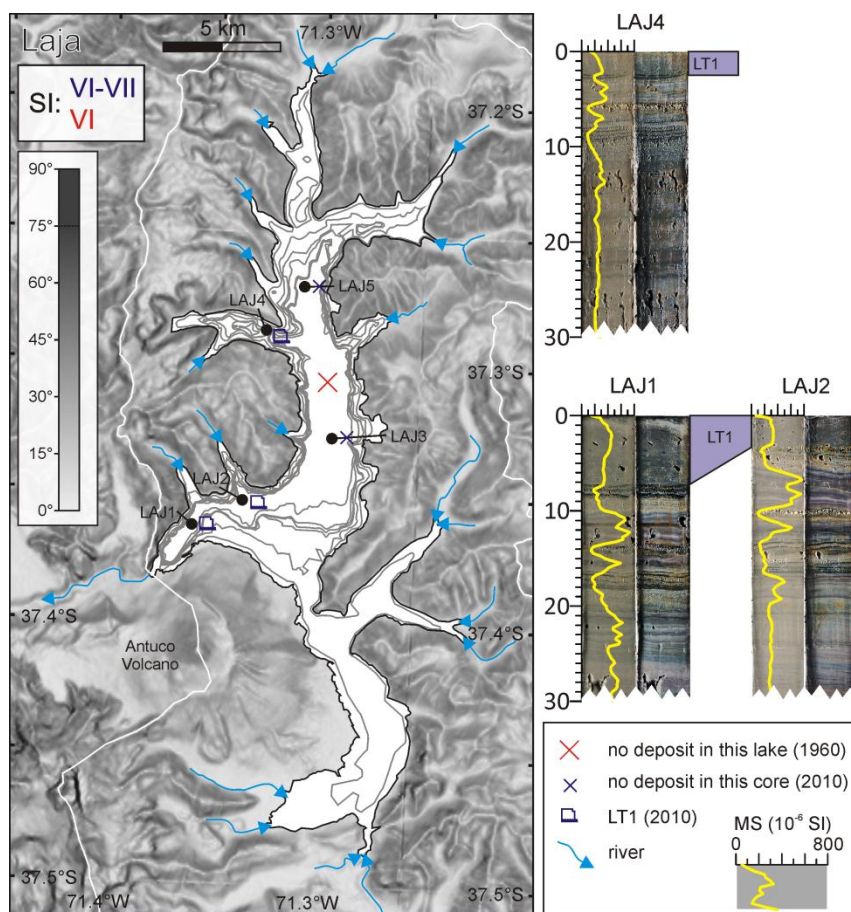 Laja
5 km
71.3°W
SI: VI-VII
VI
37.2°S
90°
75°
60°
45°
30°
15°
0°
LAJ5
LAJ4
37.3°S
LAJ3
LAJ2
LAJ1
37.4°S
37.4°S
Antuco
Volcano
37.5°S
71.4°W
71.3°W
37.5°S
LAJ4
0
LT1
10
20
30
LAJ1
LAJ2
0
LT1
10
20
30
no deposit in this lake (1960)
no deposit in this core (2010)
LT1 (2010)
river
MS (10⁻⁶ SI)
0
800